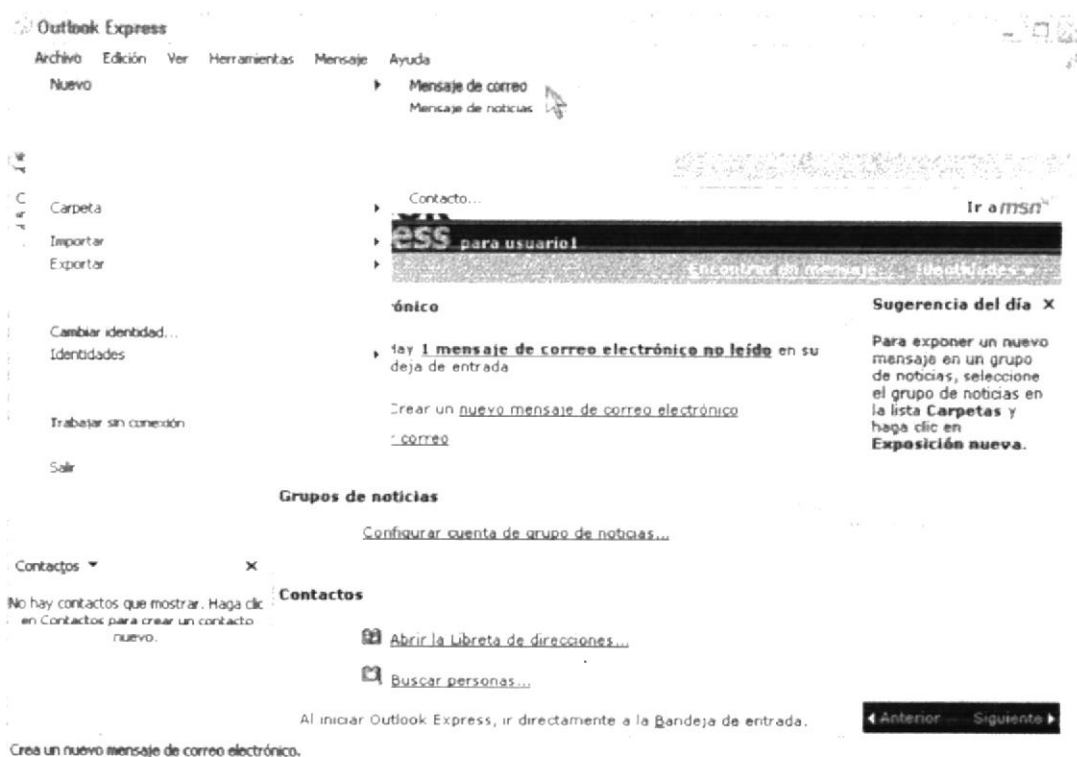 Outlook Express
Archivo Edición Ver Herramientas Mensaje Ayuda
Nuevo
Mensaje de correo
Mensaje de noticias
Contacto...
Carpeta
Importar
Exportar
Cambiar identidad...
Identidades
Trabajar sin conexión
Salir
Ir a msn
ess para usuario1
Encontrar un mensaje... Identidades
ónico
1 mensaje de correo electrónico no leído en su
deja de entrada
Crear un nuevo mensaje de correo electrónico
correo
Sugerencia del día X
Para exponer un nuevo
mensaje en un grupo
de noticias, seleccione
el grupo de noticias en
la lista Carpetas y
haga clic en
Exposición nueva.
Grupos de noticias
Configurar cuenta de grupo de noticias...
Contactos
No hay contactos que mostrar. Haga clic
en Contactos para crear un contacto
nuevo.
Contactos
Abrir la Libreta de direcciones...
Buscar personas...
Al iniciar Outlook Express, ir directamente a la Bandeja de entrada.
Anterior Siguiente
Crea un nuevo mensaje de correo electrónico.